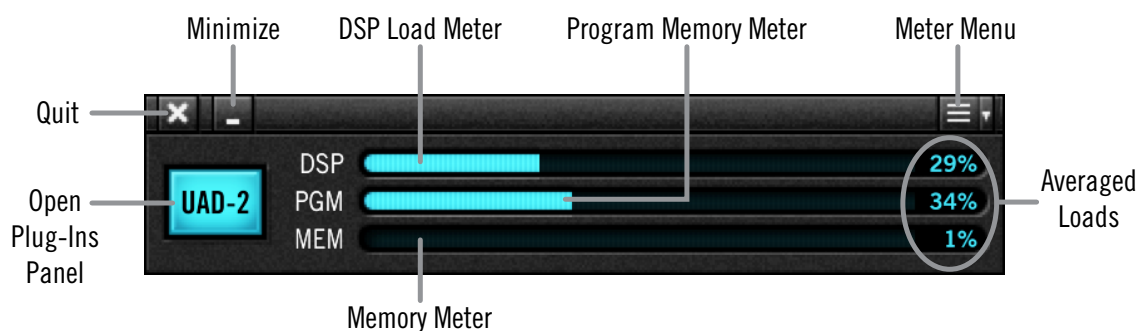 Minimize
DSP Load Meter
Program Memory Meter
Meter Menu
Quit
Open
Plug-Ins
Panel
UAD-2
DSP
29%
PGM
34%
MEM
1%
Averaged
Loads
Memory Meter